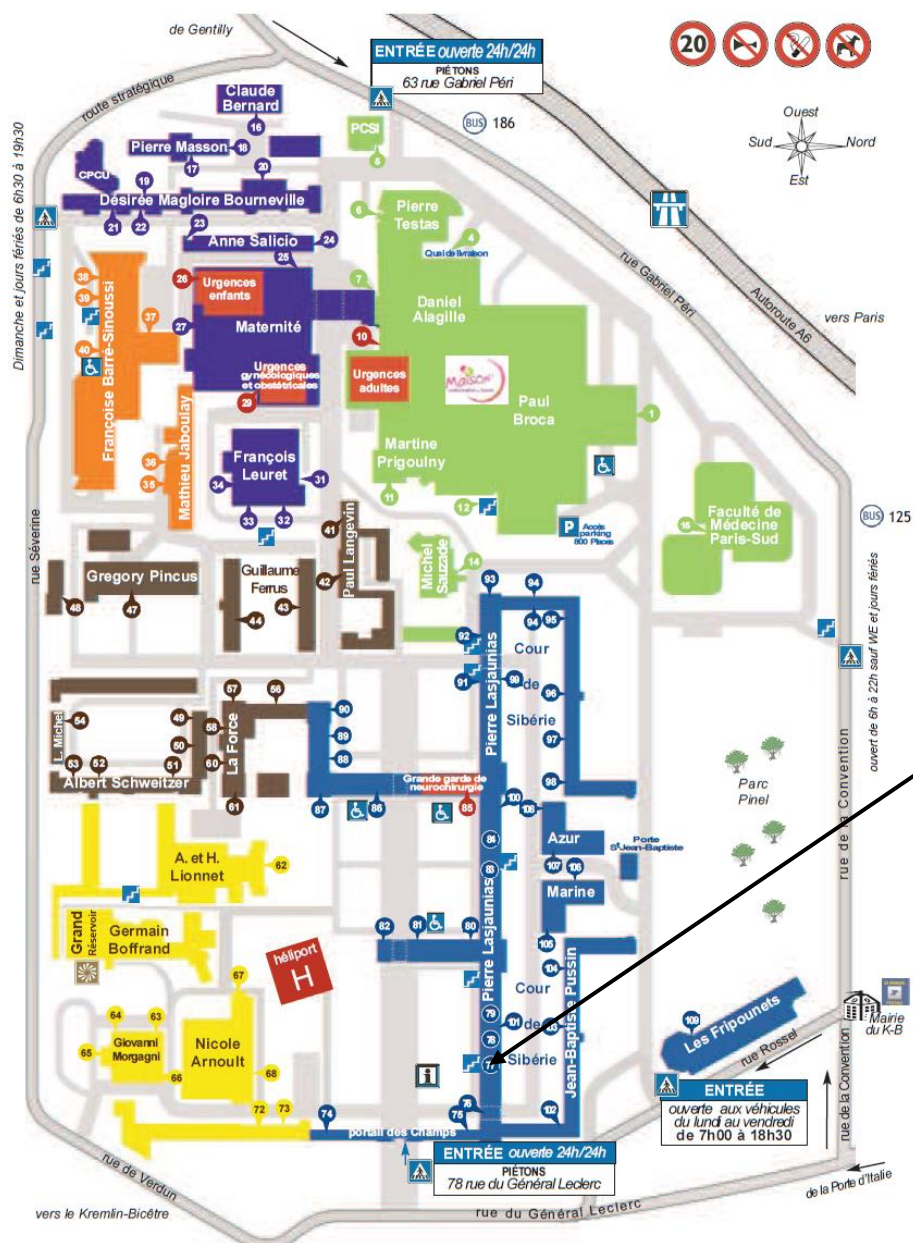 de Gentilly
ENTRÉE ouverte 24h/24h
PIÉTONS
63 rue Gabriel Péri
20
route stratégique
Claude
Bernard
16
PCSI
5
BUS 186
Ouest
Sud
Nord
Est
Pierre Masson
18
17
CPCU
19
20
Désirée Magloire Bourneville
21
22
23
Anne Salicio
24
25
Pierre
Testas
6
4
Quai de livraison
rue Gabriel Péri
Autoroute A6
vers Paris
Dimanche et jours fériés de 6h30 à 19h30
38
39
37
40
Françoise Barré-Sinoussi
26
Urgences
enfants
27
Maternité
7
10
Daniel
Alagille
Urgences
gynécologiques
et obstétricales
29
Urgences
adultes
Maison
Paul
Broca
1
Mathieu Jaboulay
36
35
François
Leuret
34
31
33
32
Martine
Prigoulny
11
12
P
Accès
parking
800 Places
Faculté de
Médecine
Paris-Sud
15
BUS 125
rue Séverine
Gregory Pincus
48
47
Guillaume
Ferrus
44
43
41
Paul Langevin
42
Michel
Sauzade
14
93
94
94
95
92
91
99
Pierre Lasjaunias
Cour
de
Sibérie
96
97
98
ouvert de 6h à 22h sauf WE et jours fériés
rue de la Convention
L. Michel
54
49
50
53
52
51
Albert Schweitzer
57
56
58
La Force
60
61
90
89
88
87
86
Grande garde de
neurochirurgie
85
100
108
Parc
Pinel
Azur
107
106
Porte
St Jean-Baptiste
Marine
105
84
83
Pierre Lasjaunias
A. et H.
Lionnet
62
82
81
80
Grand
Réservoir
Germain
Boffrand
héliport
H
67
64
63
65
Giovanni
Morgagni
66
Nicole
Arnoult
68
72
73
79
78
77
101
Cour
de
Sibérie
104
103
Jean-Baptiste Pussin
102
i
74
75
76
portail des Champs
109
Les Fripounets
rue Rossel
Mairie
du K-B
ENTRÉE
ouverte aux véhicules
du lundi au vendredi
de 7h00 à 18h30
rue de la Convention
ENTRÉE ouverte 24h/24h
PIÉTONS
78 rue du Général Leclerc
rue de Verdun
vers le Kremlin-Bicêtre
rue du Général Leclerc
de la Porte d'Italie